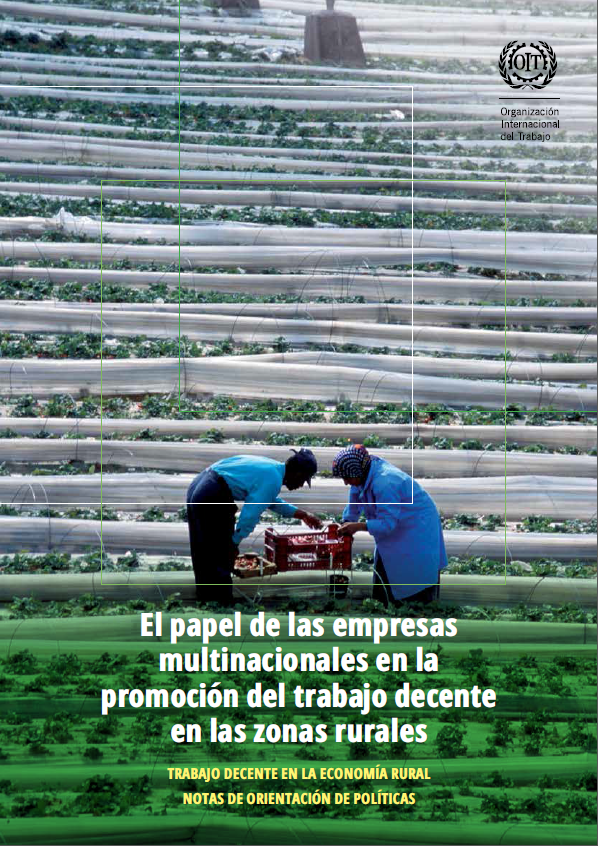 OIT
Organización
Internacional
del Trabajo
El papel de las empresas
multinacionales en la
promoción del trabajo decente
en las zonas rurales
TRABAJO DECENTE EN LA ECONOMÍA RURAL
NOTAS DE ORIENTACIÓN DE POLÍTICAS